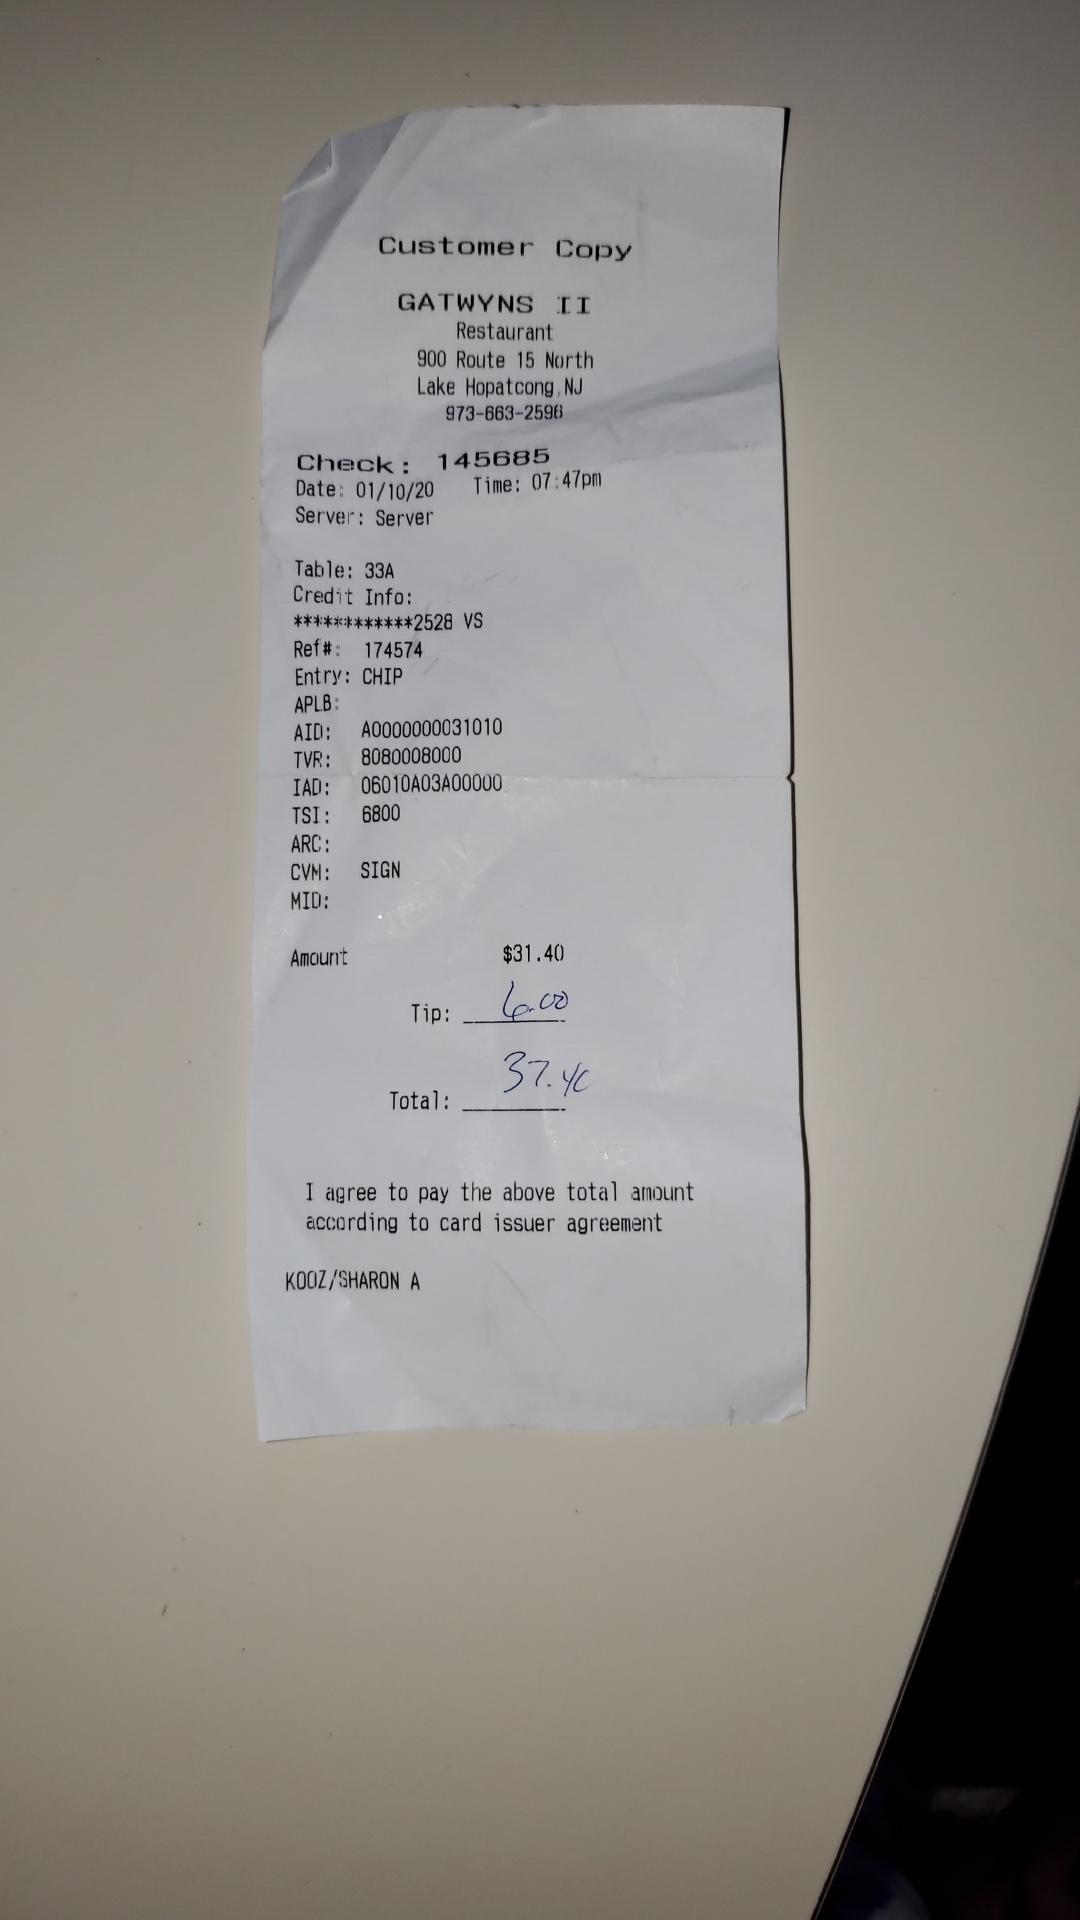 Customer Copy
GATWYNS II
Restaurant
900 Route 15 North
Lake Hopatcong,NJ
973-663-2596
Check: 145685
Date: 01/10/20 Time: 07:47pm
Server: Server
Table: 33A
Credit Info:
************2528 VS
Ref#: 174574
Entry: CHIP
APLB:
AID: A0000000031010
TVR: 8080008000
IAD: 06010A03A00000
TSI: 6800
ARC:
CVM: SIGN
MID:
Amount $31.40
Tip: 6.00
Total: 37.40
I agree to pay the above total amount
according to card issuer agreement
KOOZ/SHARON A